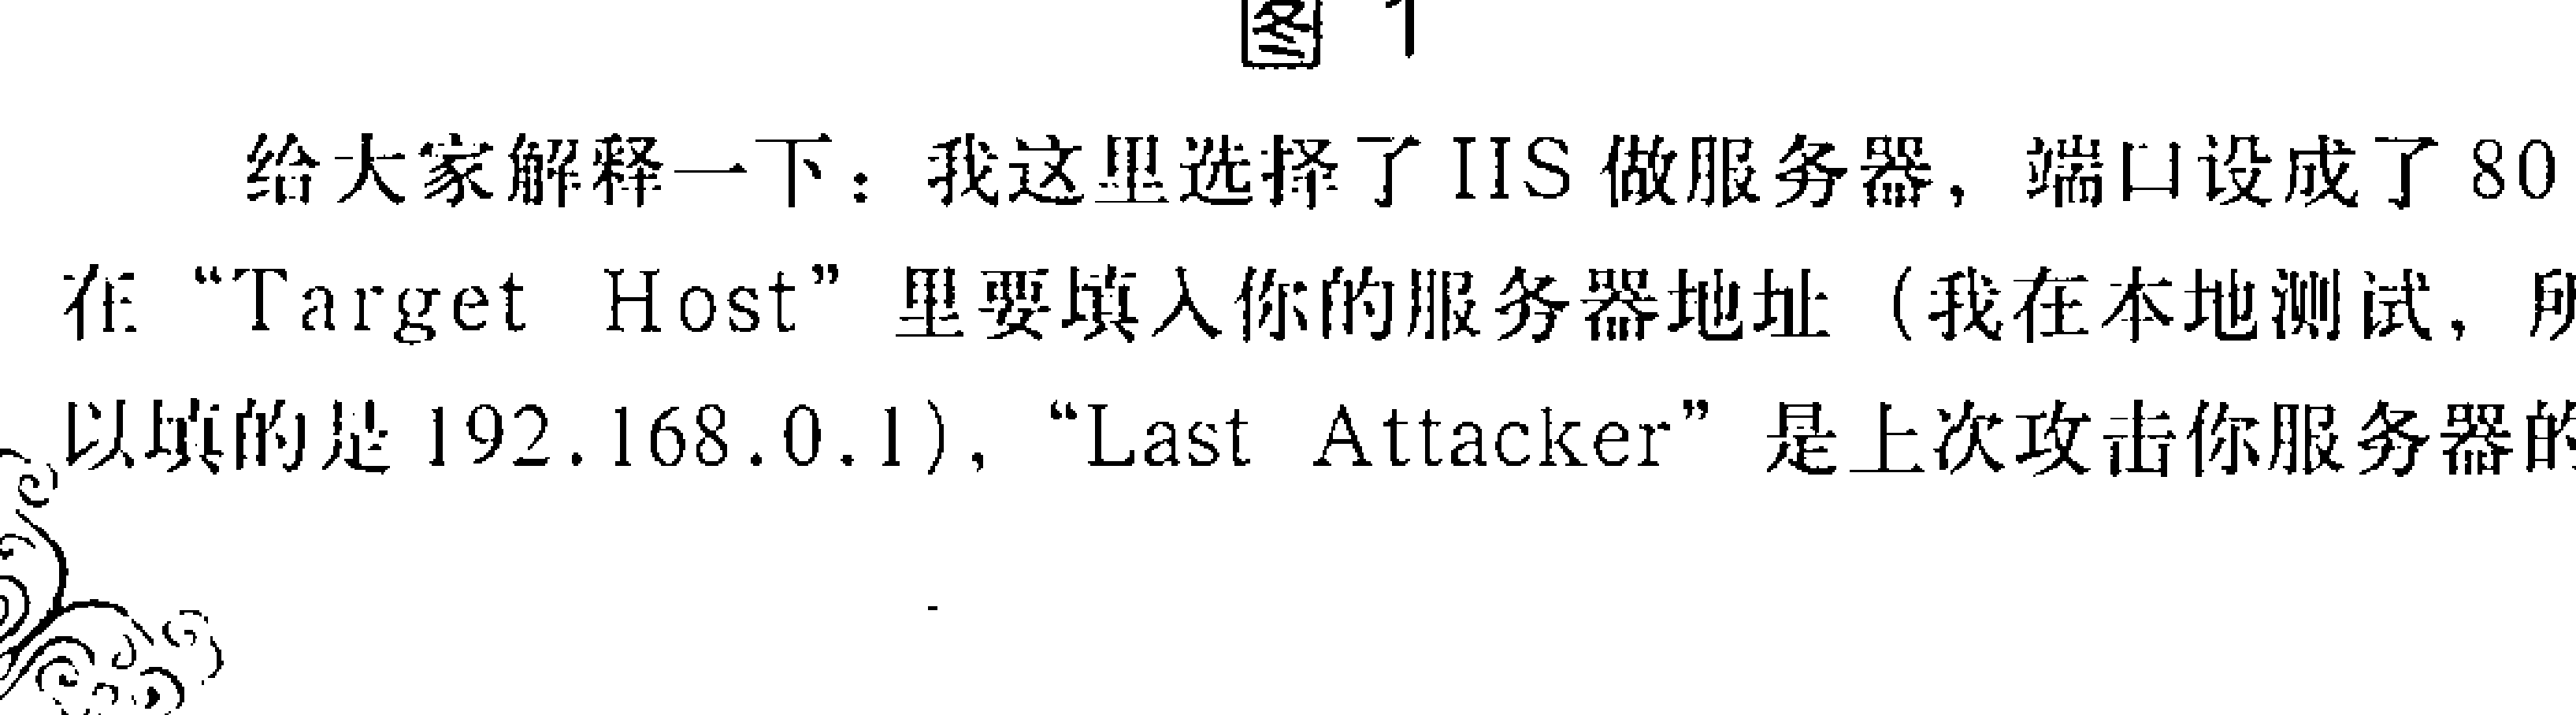 图 1
给大家解释一下：我这里选择了 IIS 做服务器，端口设成了 80
在 “Target Host” 里要填入你的服务器地址（我在本地测试，所
以填的是 192.168.0.1），“Last Attacker” 是上次攻击你服务器的